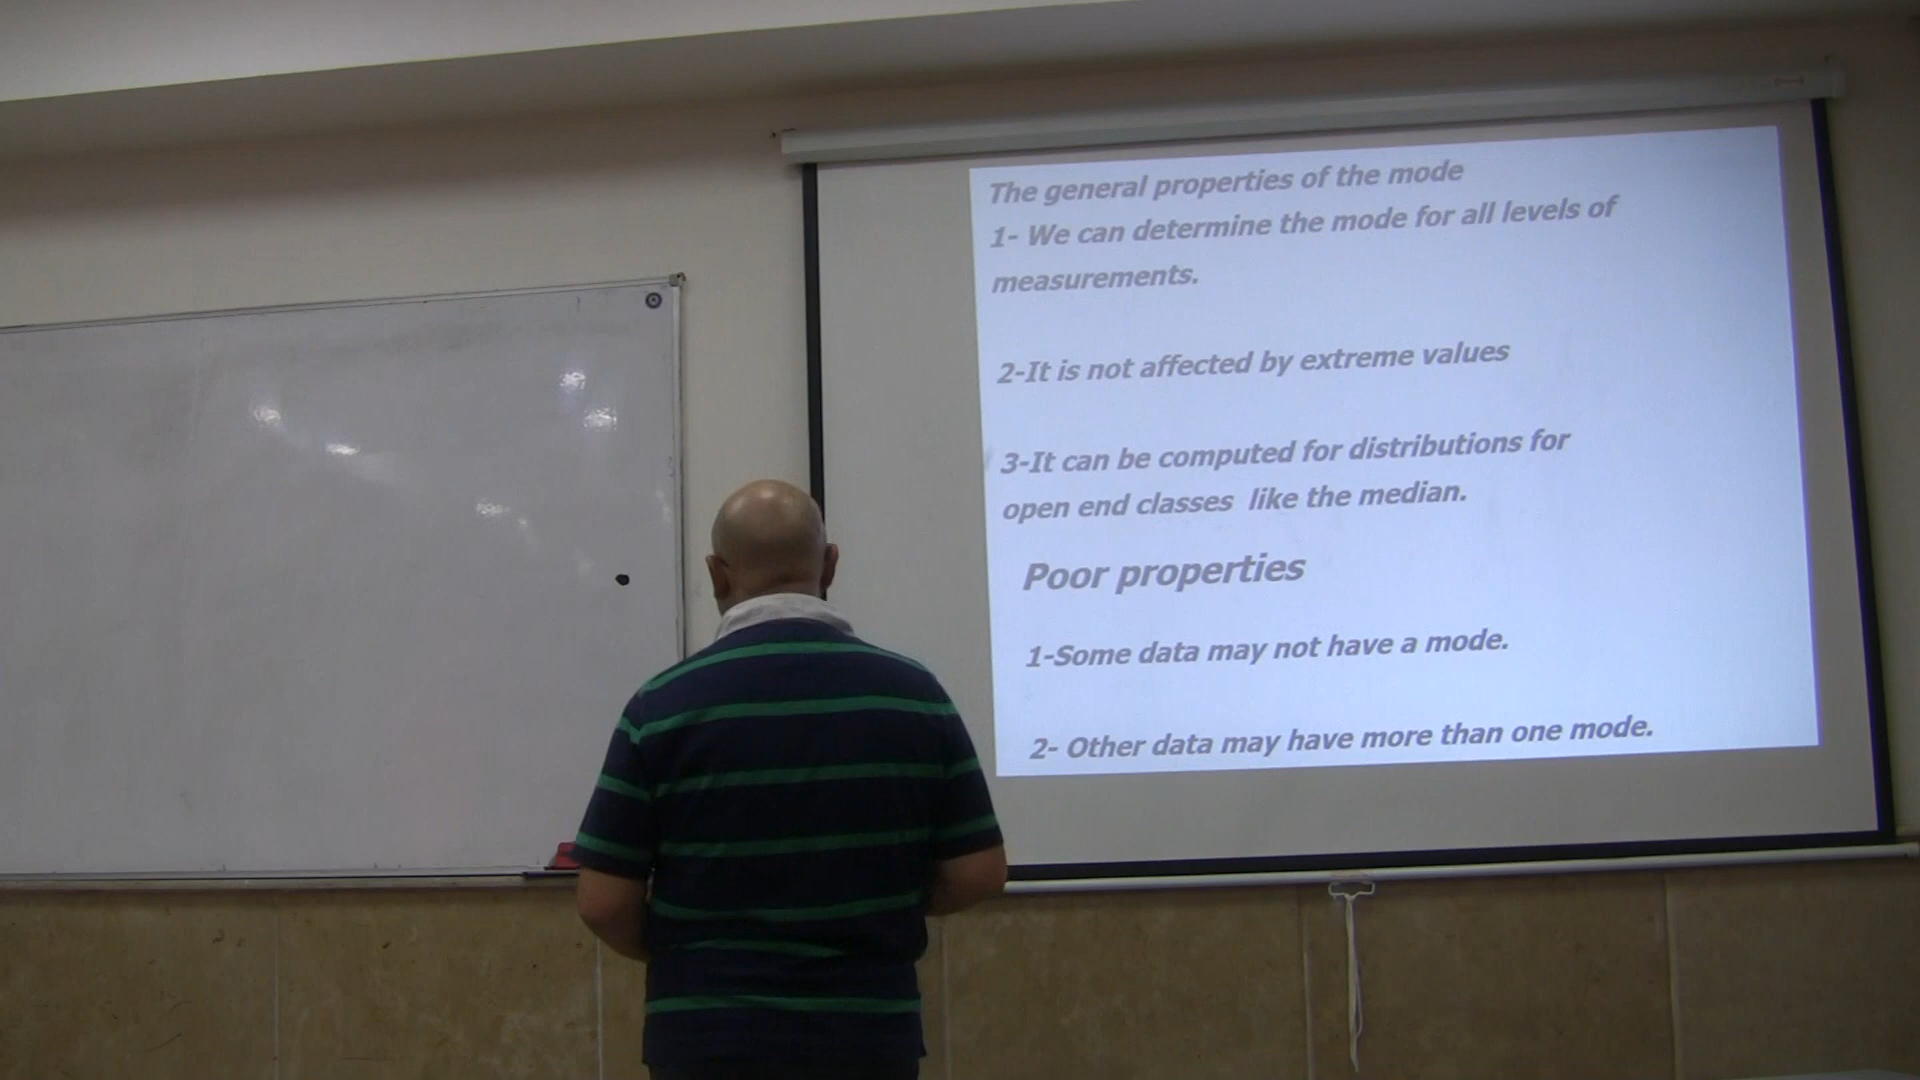 The general properties of the mode
1- We can determine the mode for all levels of
measurements.
2-It is not affected by extreme values
3-It can be computed for distributions for
open end classes like the median.
Poor properties
1-Some data may not have a mode.
2- Other data may have more than one mode.